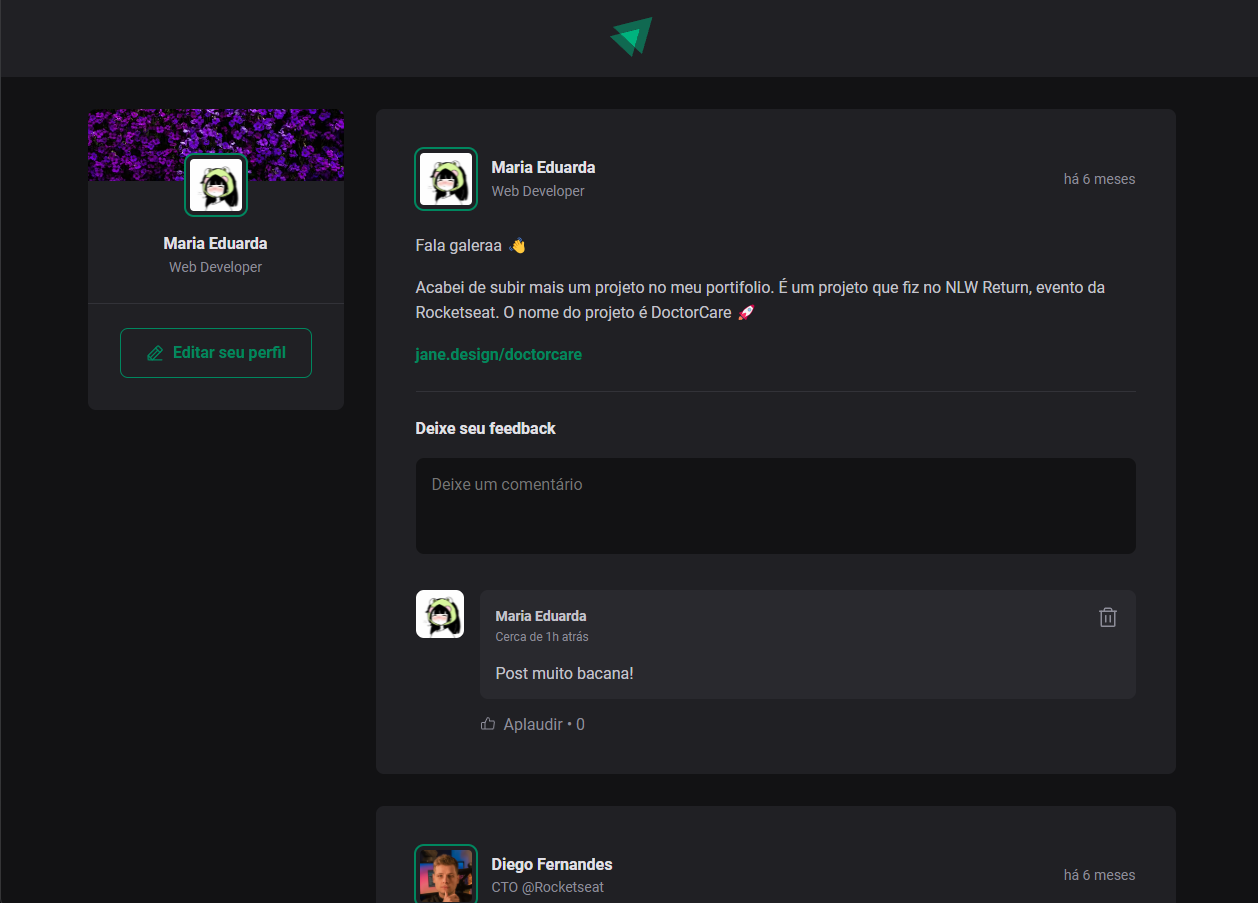 Maria Eduarda
Web Developer
Editar seu perfil
Maria Eduarda
Web Developer
há 6 meses
Fala galeraa 👋
Acabei de subir mais um projeto no meu portifolio. É um projeto que fiz no NLW Return, evento da
Rocketseat. O nome do projeto é DoctorCare 🚀
jane.design/doctorcare
Deixe seu feedback
Deixe um comentário
Maria Eduarda
Cerca de 1h atrás
Post muito bacana!
Aplaudir • 0
Diego Fernandes
CTO @Rocketseat
há 6 meses